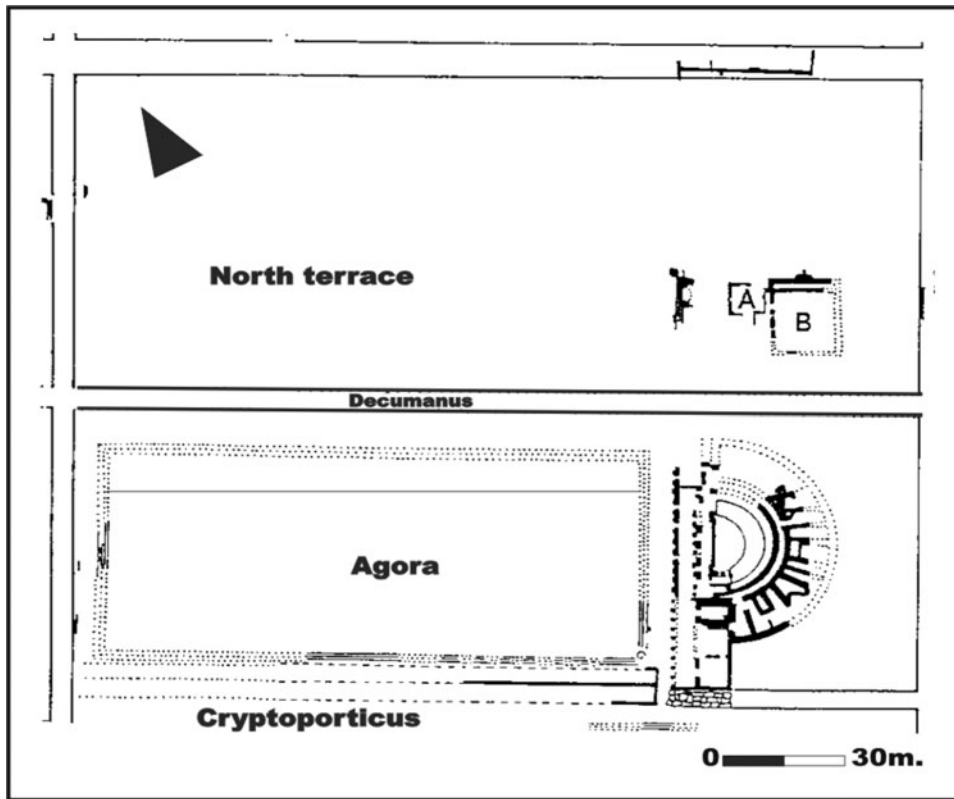 North terrace
A
B
Decumanus
Agora
Cryptoporticus
0 30m.